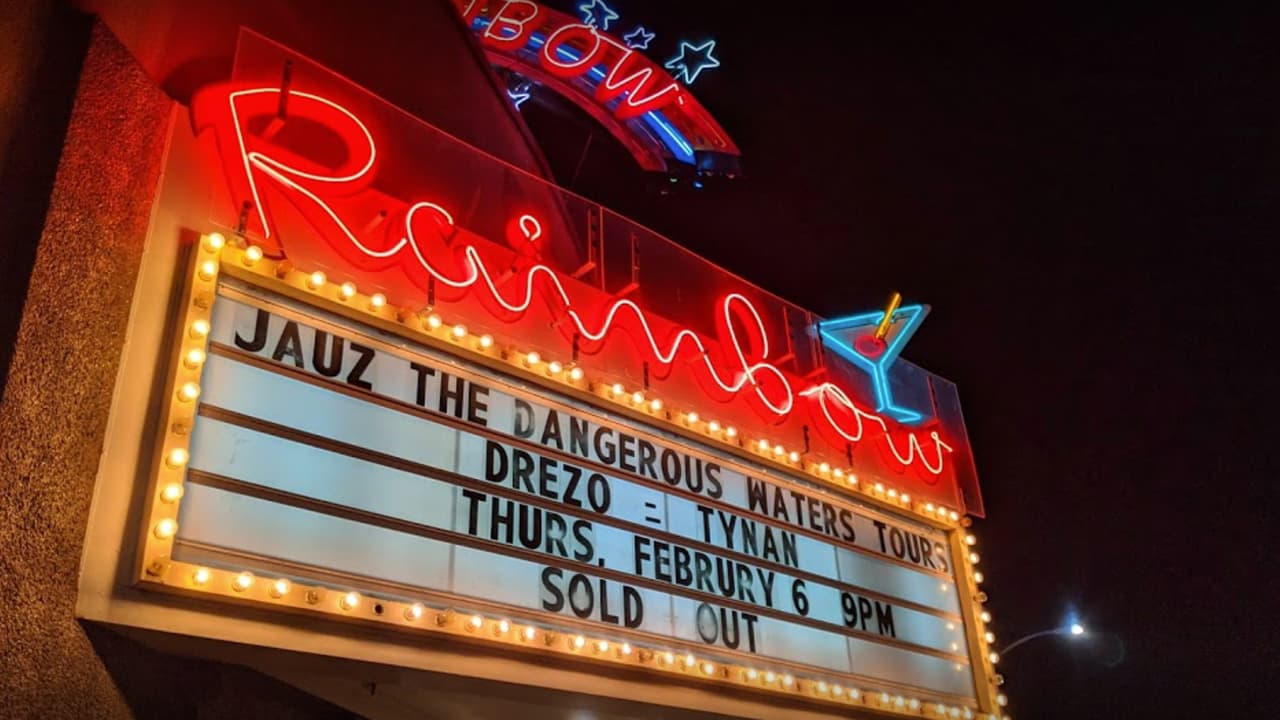 BOW
Rainbow
JAUZ THE DANGEROUS WATERS TOURS
DREZO = TYNAN
THURS. FEBRURY 6 9PM
SOLD OUT